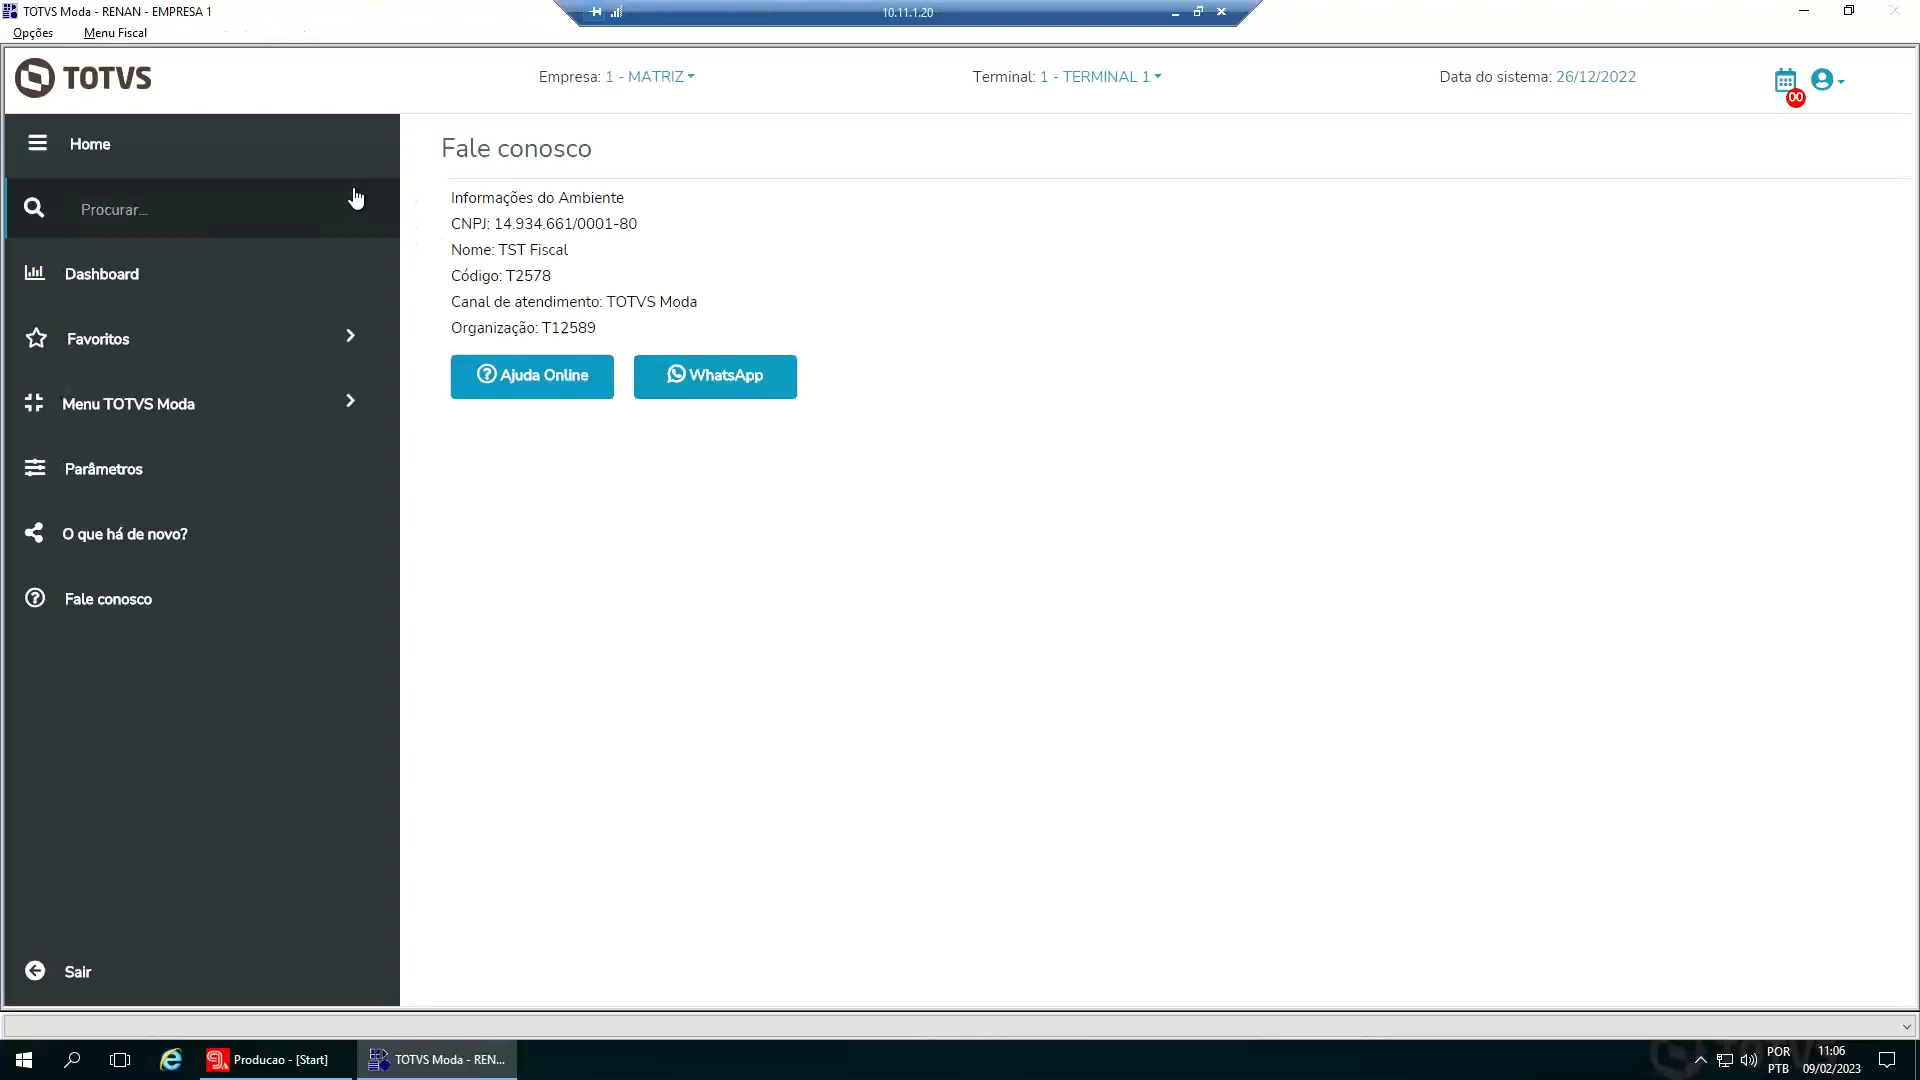 TOTVS Moda - RENAN - EMPRESA 1
10.11.1.20
Opções Menu Fiscal
TOTVS
Empresa: 1 - MATRIZ
Terminal: 1 - TERMINAL 1
Data do sistema: 26/12/2022
00
Home
Procurar...
Dashboard
Favoritos
Menu TOTVS Moda
Parâmetros
O que há de novo?
Fale conosco
Sair
Fale conosco
Informações do Ambiente
CNPJ: 14.934.661/0001-80
Nome: TST Fiscal
Código: T2578
Canal de atendimento: TOTVS Moda
Organização: T12589
Ajuda Online
WhatsApp
Producao - [Start]
TOTVS Moda - REN...
POR
PTB
11:06
09/02/2023